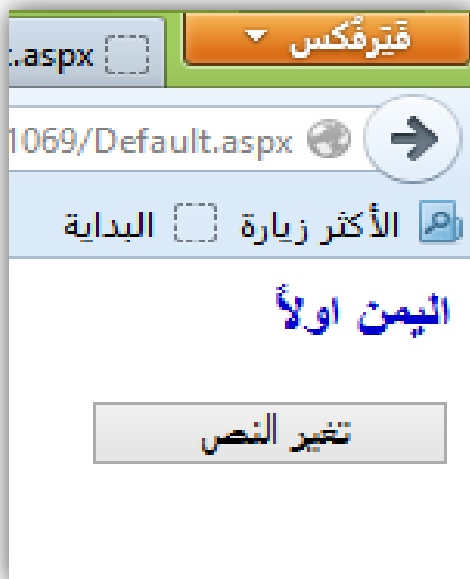 فَيَرفُكس
.aspx
1069/Default.aspx
الأكثر زيارة البداية
اليمن اولاً
تغير النص